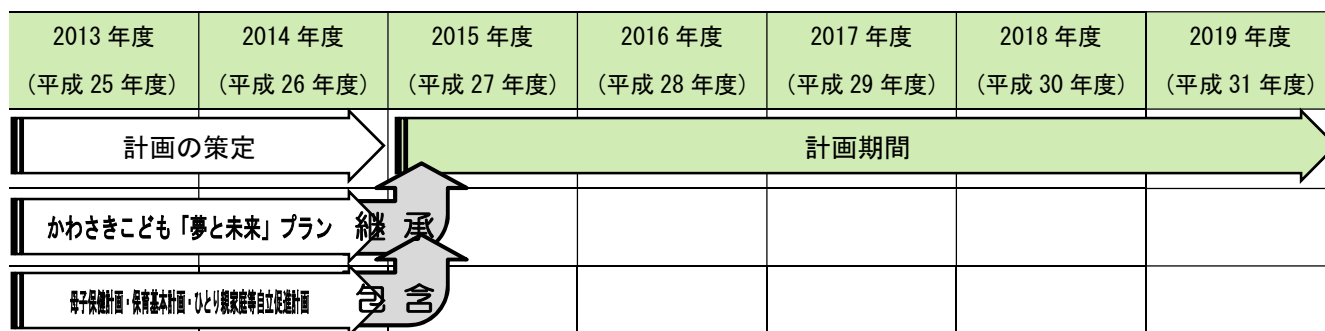 2013 年度 2014 年度 2015 年度 2016 年度 2017 年度 2018 年度 2019 年度
(平成 25 年度) (平成 26 年度) (平成 27 年度) (平成 28 年度) (平成 29 年度) (平成 30 年度) (平成 31 年度)
計画の策定 計画期間
かわさきこども「夢と未来」プラン 継承
母子保健計画・保育基本計画・ひとり親家庭等自立促進計画 包含